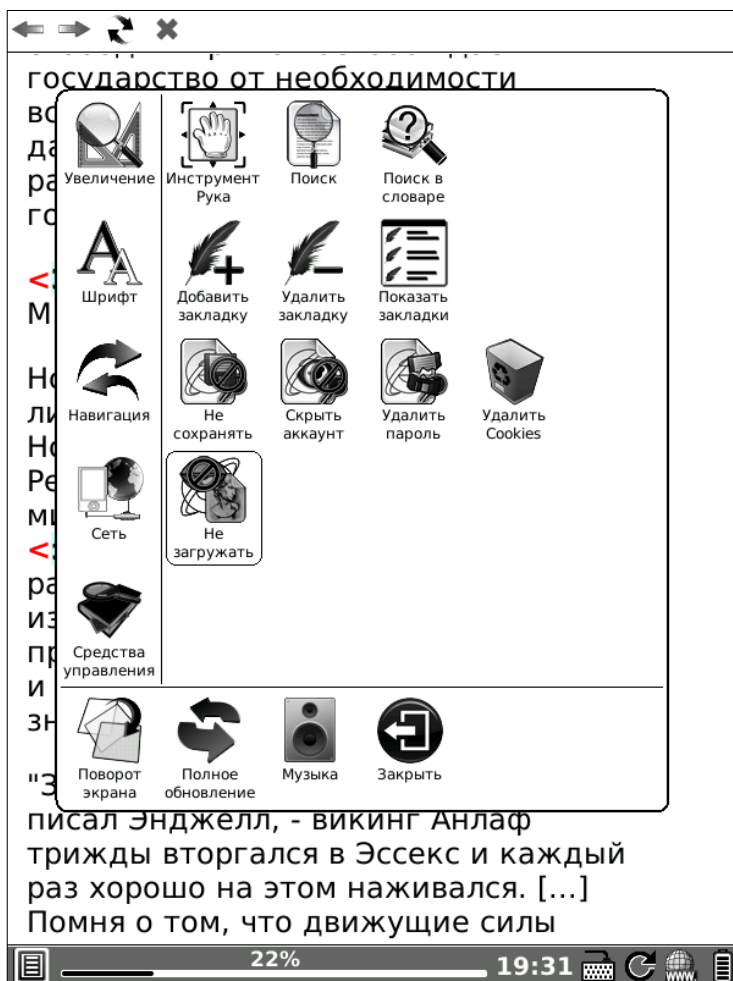 государство от необходимости
Увеличение
Инструмент
Рука
Поиск
Поиск в
словаре
Шрифт
Добавить
закладку
Удалить
закладку
Показать
закладки
Навигация
Не
сохранять
Скрыть
аккаунт
Удалить
пароль
Удалить
Cookies
Сеть
Не
загружать
Средства
управления
и
Поворот
экрана
Полное
обновление
Музыка
Закрыть
писал Энджелл, - викинг Анлаф
трижды вторгался в Эссекс и каждый
раз хорошо на этом наживался. [...]
Помня о том, что движущие силы
22%
19:31
www.